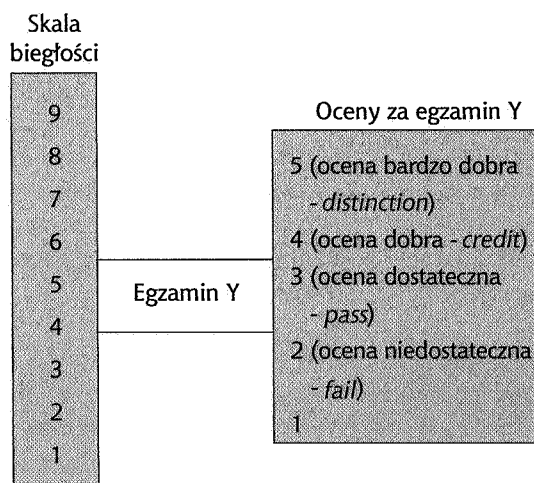 Skala
biegłości
9
8
7
6
5
4
3
2
1
Egzamin Y
Oceny za egzamin Y
5 (ocena bardzo dobra
- distinction)
4 (ocena dobra - credit)
3 (ocena dostateczna
- pass)
2 (ocena niedostateczna
- fail)
1